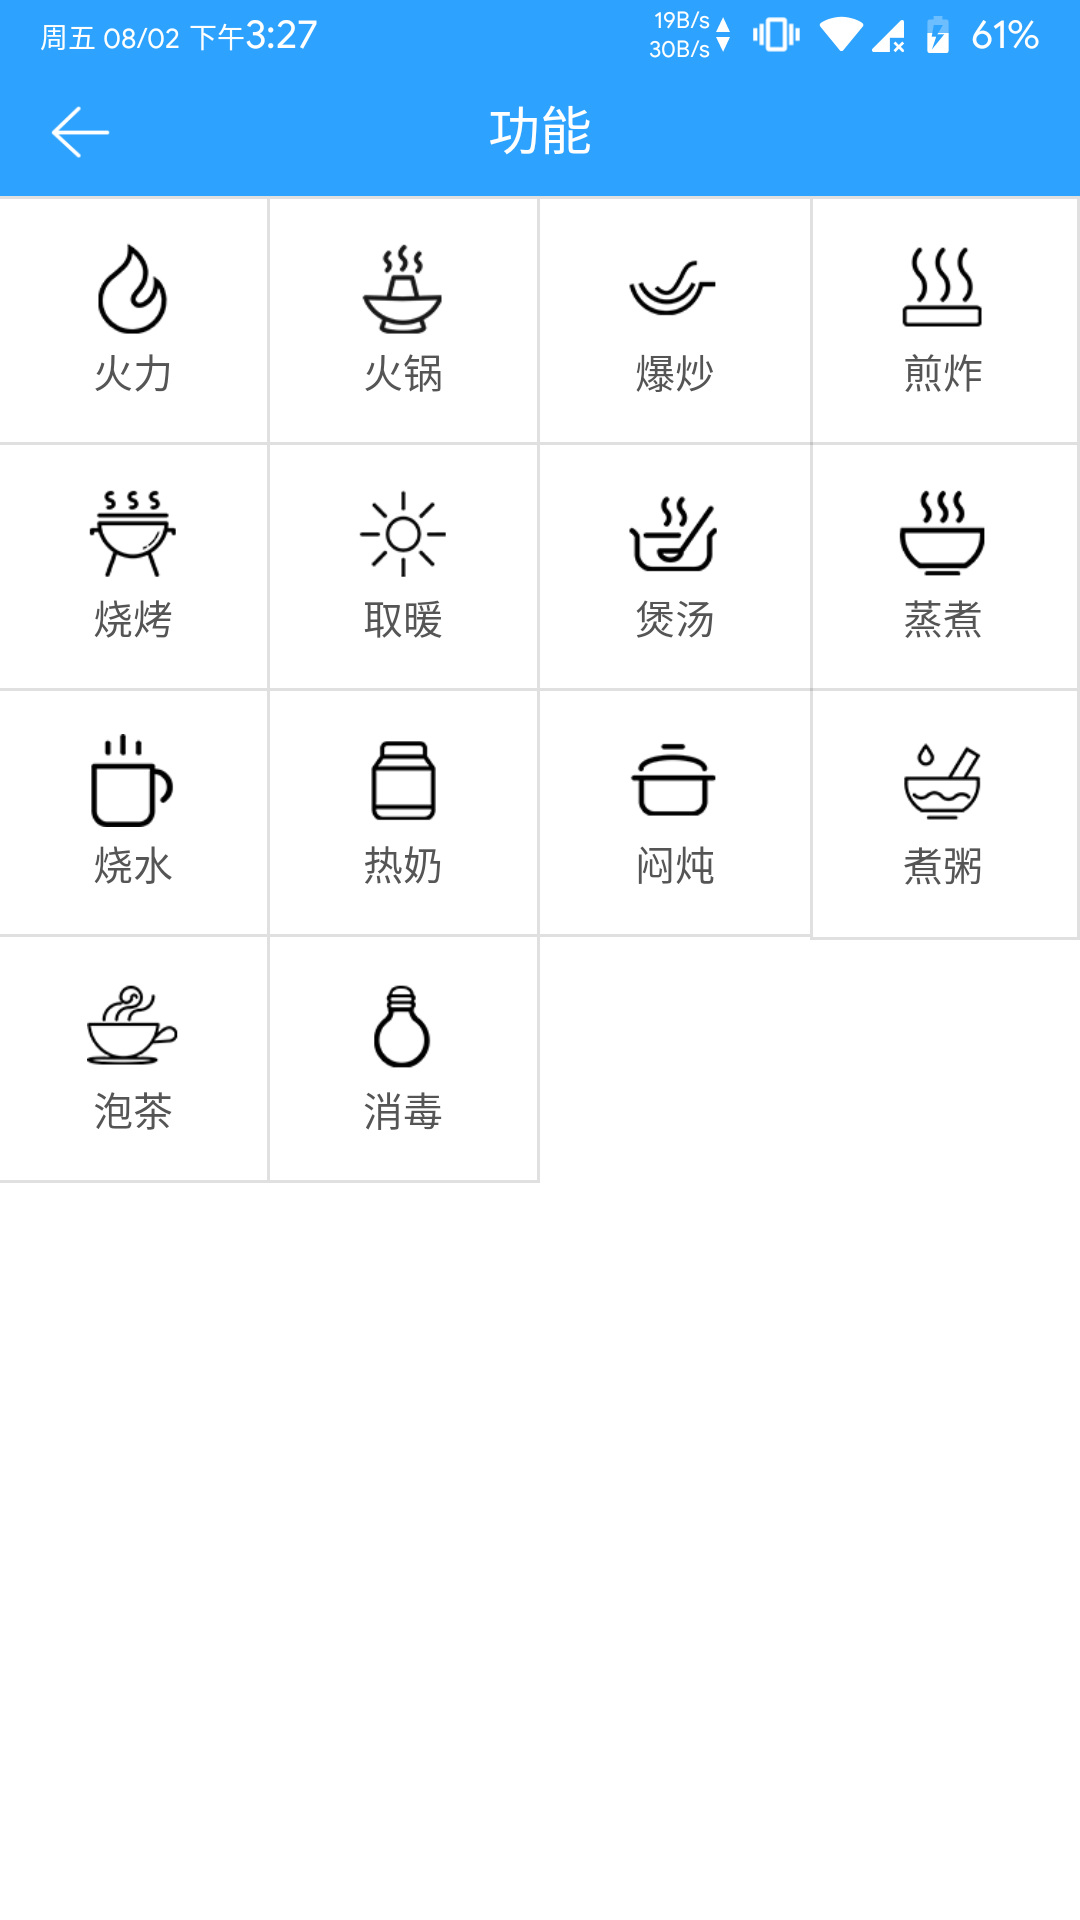 周五 08/02 下午3:27
19B/s
30B/s
61%
功能
火力 火锅 爆炒 煎炸
烧烤 取暖 煲汤 蒸煮
烧水 热奶 闷炖 煮粥
泡茶 消毒